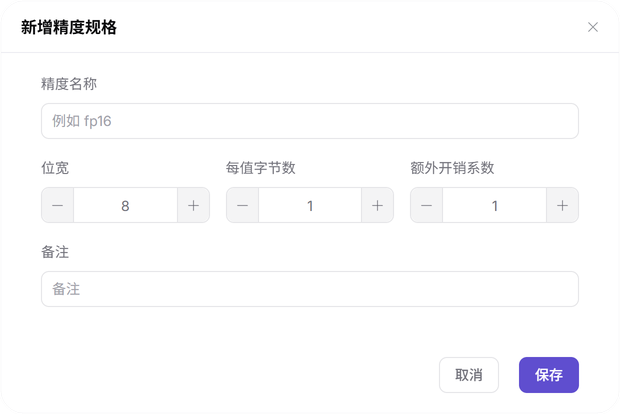 新增精度规格
精度名称
例如 fp16
位宽 每值字节数 额外开销系数
8 1 1
备注
备注
取消 保存